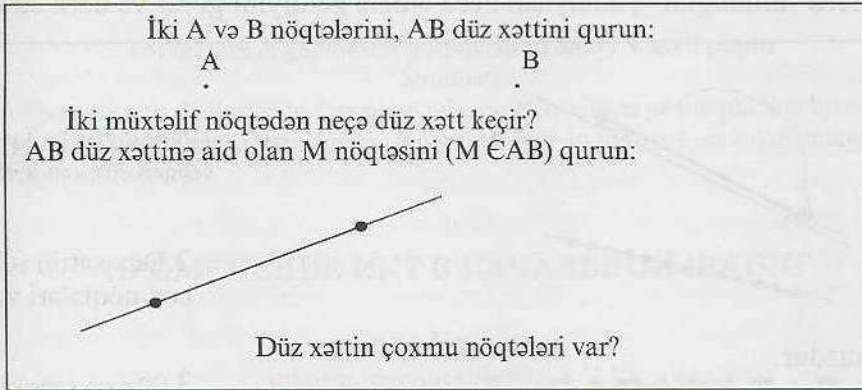 İki A və B nöqtələrini, AB düz xəttini qurun:
A B
İki müxtəlif nöqtədən neçə düz xətt keçir?
AB düz xəttinə aid olan M nöqtəsini (M ЄAB) qurun:
Düz xəttin çoxmu nöqtələri var?